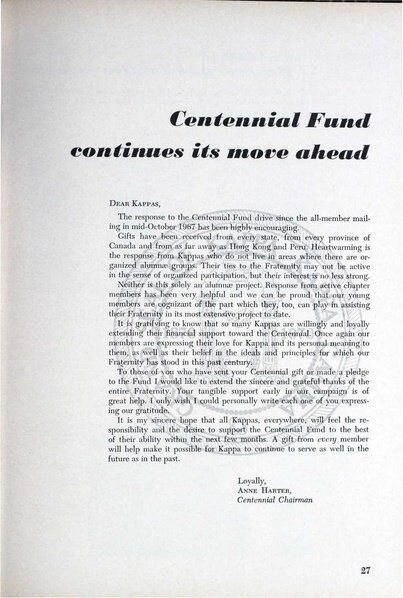 Centennial Fund
continues its move ahead
DEAR KAPPAS,
The response to the Centennial Fund drive since the all-member mail-
ing in mid-October 1967 has been highly encouraging.
Gifts have been received from every state, from every province of
Canada and from as far away as Hong Kong and Peru. Heartwarming is
the response from Kappas who do not live in areas where there are or-
ganized alumnæ groups. Their ties to the Fraternity may not be active
in the sense of organized participation, but their interest is no less strong.
Neither is this solely an alumnæ project. Response from active chapter
members has been very helpful and we can be proud that our young
members are cognizant of the part which they, too, can play in assisting
their Fraternity in its most extensive project to date.
It is gratifying to know that so many Kappas are willingly and loyally
extending their financial support toward the Centennial. Once again our
members are expressing their love for Kappa and its personal meaning to
them, as well as their belief in the ideals and principles for which our
Fraternity has stood in this past century.
To those of you who have sent your Centennial gift or made a pledge
to the Fund I would like to extend the sincere and grateful thanks of the
entire Fraternity. Your tangible support early in our campaign is of
great help. I only wish I could personally write each one of you express-
ing our gratitude.
It is my sincere hope that all Kappas, everywhere, will feel the re-
sponsibility and the desire to support the Centennial Fund to the best
of their ability within the next few months. A gift from every member
will help make it possible for Kappa to continue to serve as well in the
future as in the past.
Loyally,
ANNE HARTER,
Centennial Chairman
27